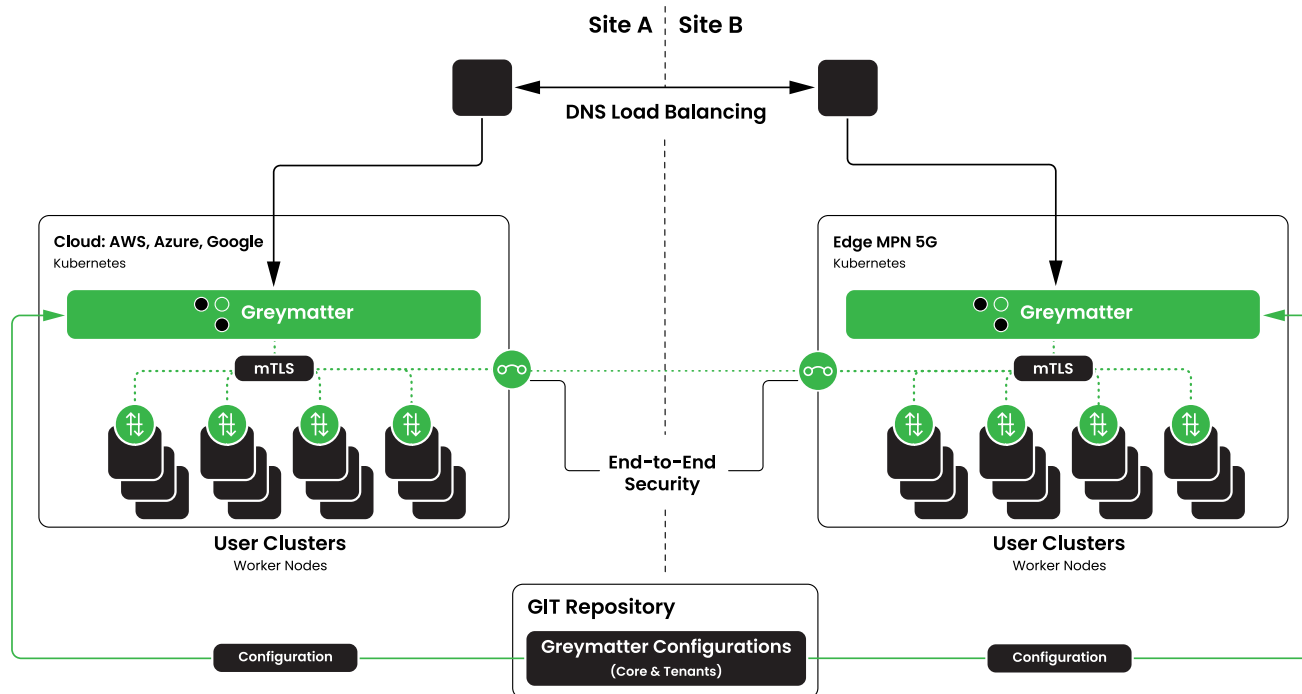 Site A
Site B
DNS Load Balancing
Cloud: AWS, Azure, Google
Kubernetes
Greymatter
mTLS
User Clusters
Worker Nodes
Edge MPN 5G
Kubernetes
Greymatter
mTLS
User Clusters
Worker Nodes
End-to-End
Security
GIT Repository
Greymatter Configurations
(Core & Tenants)
Configuration
Configuration